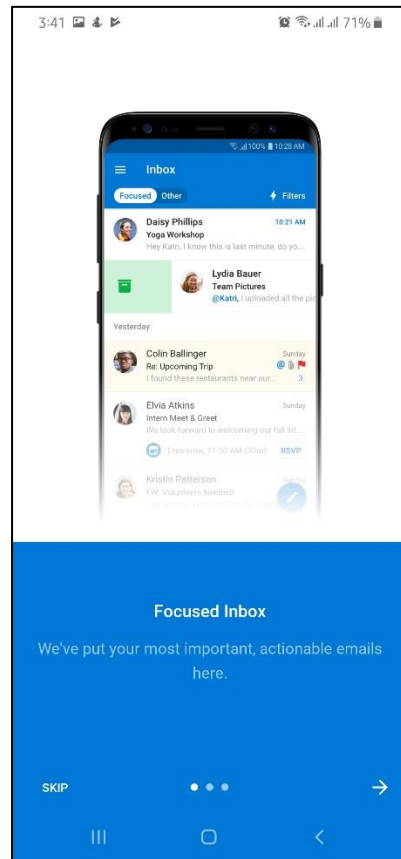 3:41 71%
100% 10:28 AM
Inbox
Focused Other Filters
Daisy Phillips 10:21 AM
Yoga Workshop
Hey Katri, I know this is last minute, do yo...
Lydia Bauer
Team Pictures
@Katri, I uploaded all the pic
Yesterday
Colin Ballinger Sunday
Re: Upcoming Trip
I found these restaurants near our... 3
Elvia Atkins Sunday
Intern Meet & Greet
We look forward to welcoming our fall int...
Tomorrow, 11:00 AM (30m) RSVP
Kristin Patterson
FW: Volunteers Needed!
Focused Inbox
We've put your most important, actionable emails
here.
SKIP